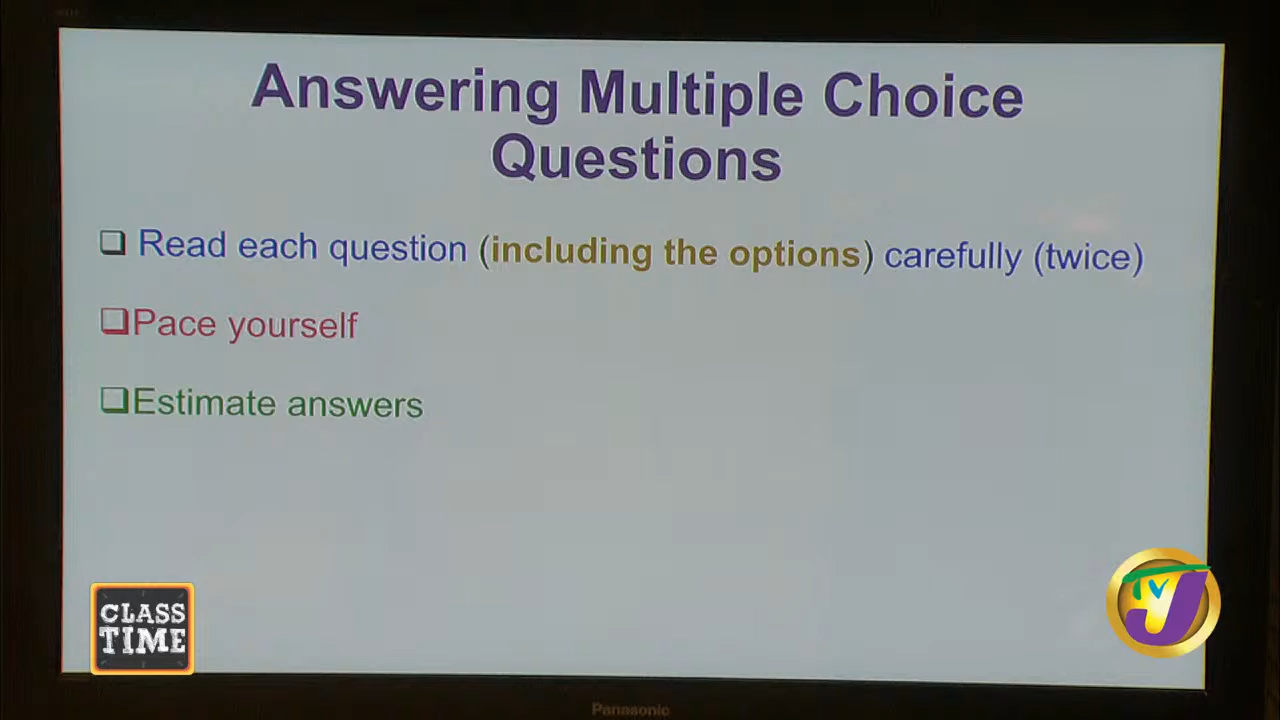 Answering Multiple Choice
Questions
Read each question (including the options) carefully (twice)
Pace yourself
Estimate answers
CLASS
TIME
TVJ
Panasonic